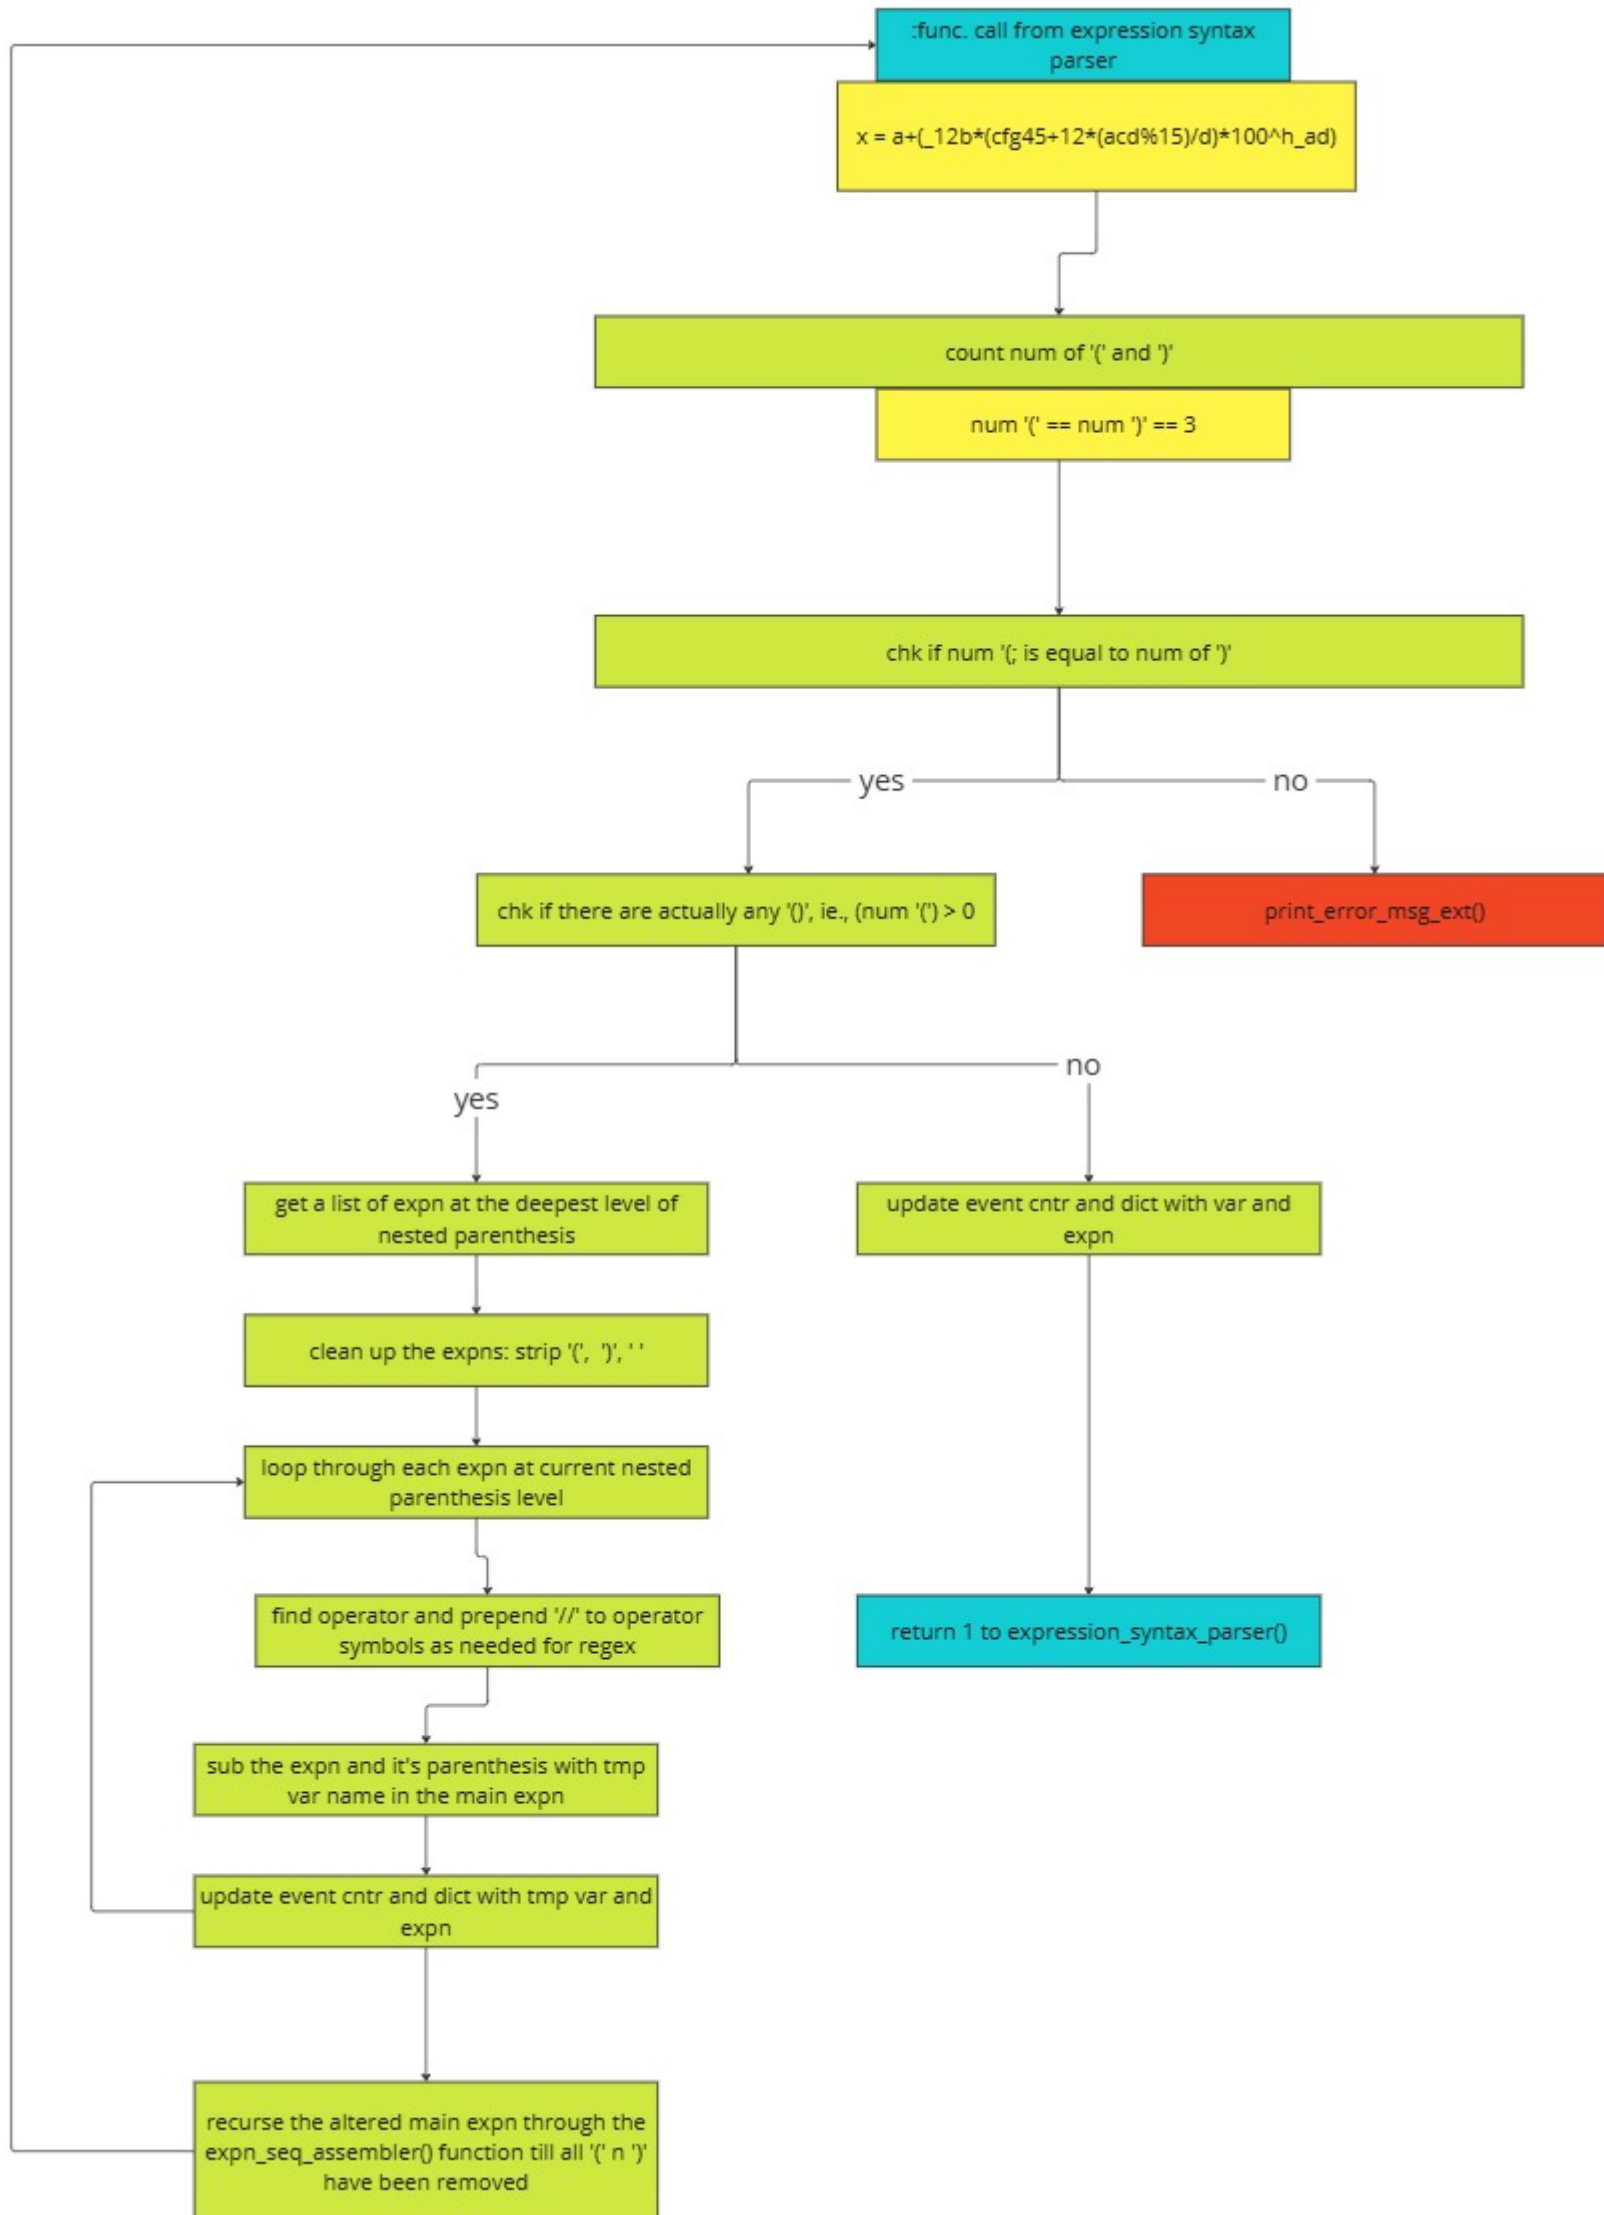 :func. call from expression syntax
parser
x = a+(_12b*(cfg45+12*(acd%15)/d)*100^h_ad)
count num of '(' and ')'
num '(' == num ')' == 3
chk if num '(; is equal to num of ')'
yes
no
chk if there are actually any '()', ie., (num '(') > 0
print_error_msg_ext()
no
yes
get a list of expn at the deepest level of
nested parenthesis
update event cntr and dict with var and
expn
clean up the expns: strip '(',  ')', ' '
loop through each expn at current nested
parenthesis level
find operator and prepend '//' to operator
symbols as needed for regex
return 1 to expression_syntax_parser()
sub the expn and it's parenthesis with tmp
var name in the main expn
update event cntr and dict with tmp var and
expn
recurse the altered main expn through the
expn_seq_assembler() function till all '(' n ')'
have been removed